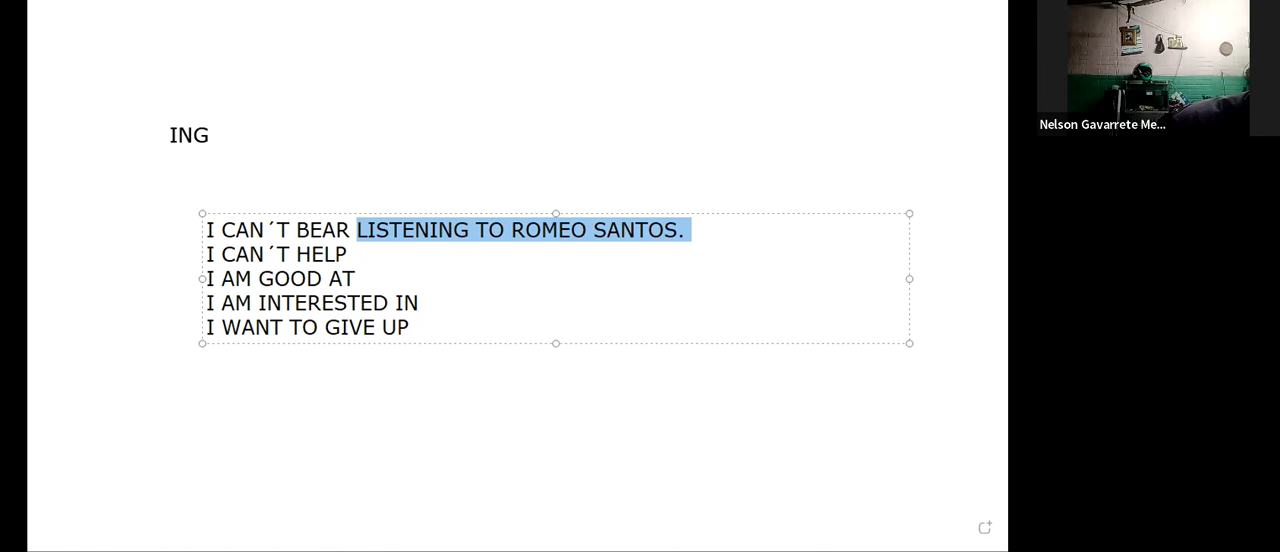 ING
I CAN´T BEAR LISTENING TO ROMEO SANTOS.
I CAN´T HELP
I AM GOOD AT
I AM INTERESTED IN
I WANT TO GIVE UP
Nelson Gavarrete Me...